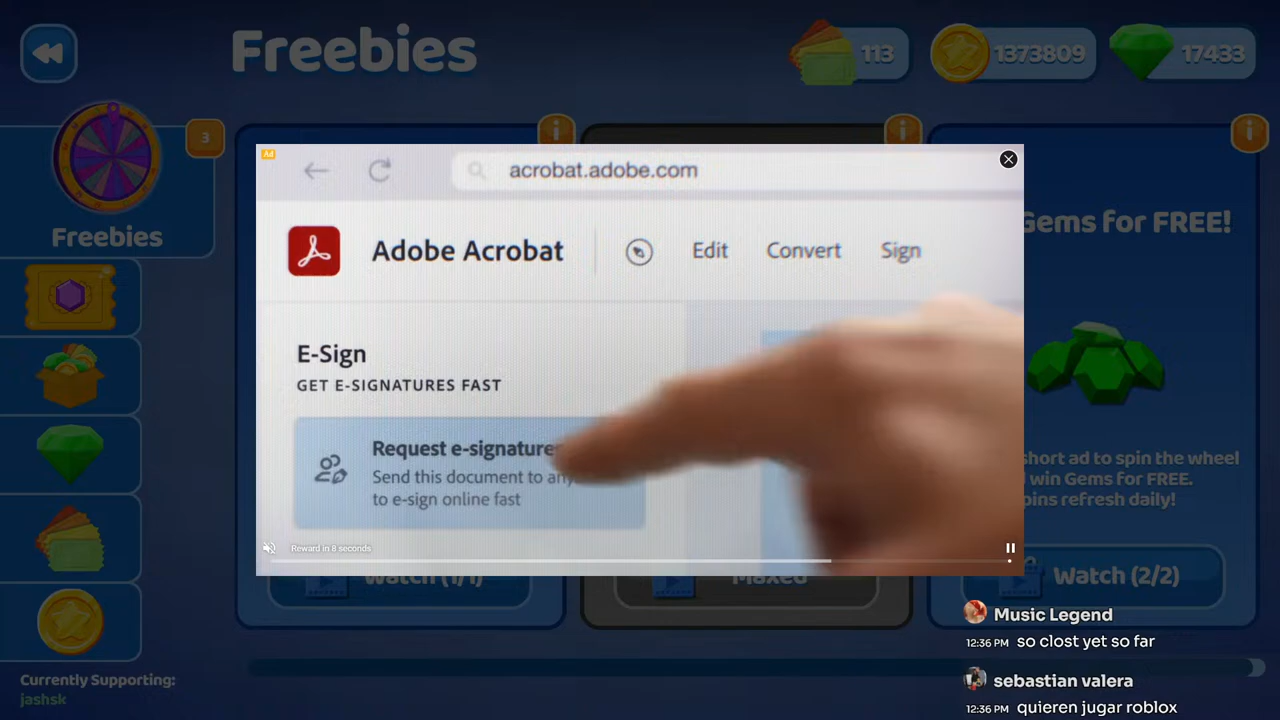 Freebies
113
1373809
17433
3
Freebies
Ad
acrobat.adobe.com
Adobe Acrobat
Edit
Convert
Sign
E-Sign
GET E-SIGNATURES FAST
Request e-signature
Send this document to any
to e-sign online fast
Reward in 8 seconds
Gems for FREE!
short ad to spin the wheel
win Gems for FREE.
pins refresh daily!
Watch (1/1)
Maxed
Watch (2/2)
Music Legend
12:36 PM so clost yet so far
sebastian valera
12:36 PM quieren jugar roblox
Currently Supporting:
jashsk